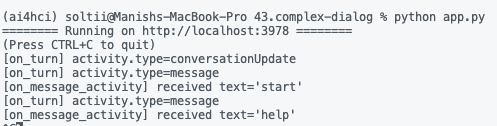 (ai4hci) soltii@Manishs-MacBook-Pro 43.complex-dialog % python app.py
======== Running on http://localhost:3978 ========
(Press CTRL+C to quit)
[on_turn] activity.type=conversationUpdate
[on_turn] activity.type=message
[on_message_activity] received text='start'
[on_turn] activity.type=message
[on_message_activity] received text='help'